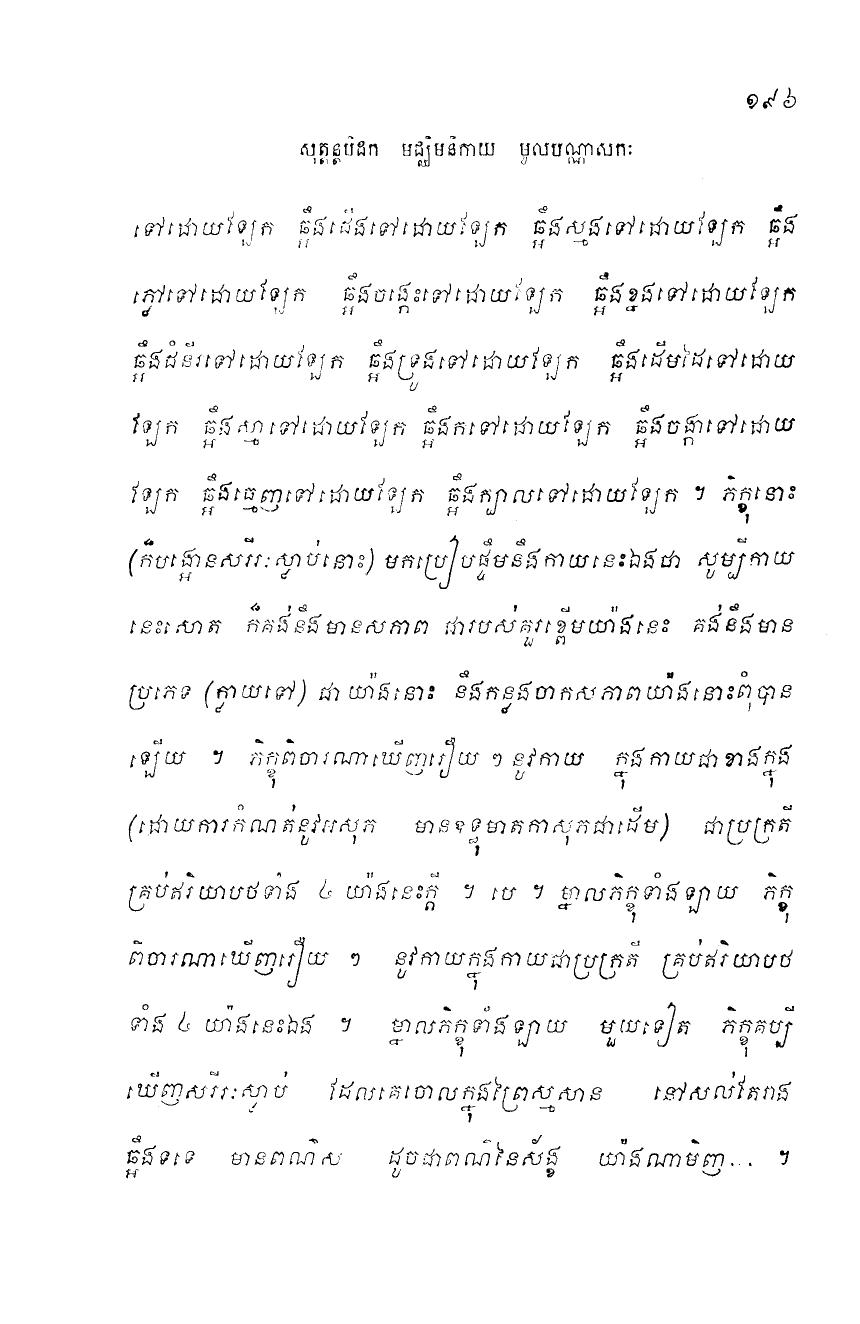 ១៩៦
សុត្តន្តបិដក មជ្ឈិមនិកាយ មូលបណ្ណាសកៈ
ទៅដោយឡែក ឆ្អឹងជើងទៅដោយឡែក ឆ្អឹងស្មងទៅដោយឡែក ឆ្អឹង
ភ្លៅទៅដោយឡែក ឆ្អឹងចង្កេះទៅដោយឡែក ឆ្អឹងខ្នងទៅដោយឡែក
ឆ្អឹងជំនីរទៅដោយឡែក ឆ្អឹងទ្រូងទៅដោយឡែក ឆ្អឹងដើមដៃទៅដោយ
ឡែក ឆ្អឹងស្មាទៅដោយឡែក ឆ្អឹងកទៅដោយឡែក ឆ្អឹងចង្កាទៅដោយ
ឡែក ឆ្អឹងធ្មេញទៅដោយឡែក ឆ្អឹងក្បាលទៅដោយឡែក ។ ភិក្ខុនោះ
(ក៏បង្អោនសរីរៈស្មាប់នោះ) មកប្រៀបផ្ទឹមនឹងកាយនេះឯងថា សូម្បីកាយ
នេះសោត ក៏គង់នឹងមានសភាព ជារបស់គួរខ្ពើមយ៉ាងនេះ គង់នឹងមាន
ប្រភេទ (ក្លាយទៅ) ជាយ៉ាងនោះ នឹងកន្លងចាកសភាពយ៉ាងនោះពុំបាន
ឡើយ ។ ភិក្ខុពិចារណាឃើញរឿយ ៗ នូវកាយ ក្នុងកាយជាខាងក្នុង
(ដោយការកំណត់នូវអសុភ មានឧទ្ធុមាតកាសុភជាដើម) ជាប្រក្រតី
គ្រប់ឥរិយាបថទាំង ៤ យ៉ាងនេះក្តី ។ បេ ។ ម្នាលភិក្ខុទាំងឡាយ ភិក្ខុ
ពិចារណាឃើញរឿយ ៗ នូវកាយក្នុងកាយជាប្រក្រតី គ្រប់ឥរិយាបថ
ទាំង ៤ យ៉ាងនេះឯង ។ ម្នាលភិក្ខុទាំងឡាយ មួយទៀត ភិក្ខុគប្បី
ឃើញសរីរៈស្មាប់ ដែលគេចោលក្នុងព្រៃស្មសាន នៅសល់តែរាង
ឆ្អឹងទទេ មានពណ៌ស ដូចជាពណ៌នៃស័ង្ខ យ៉ាងណាមិញ... ។